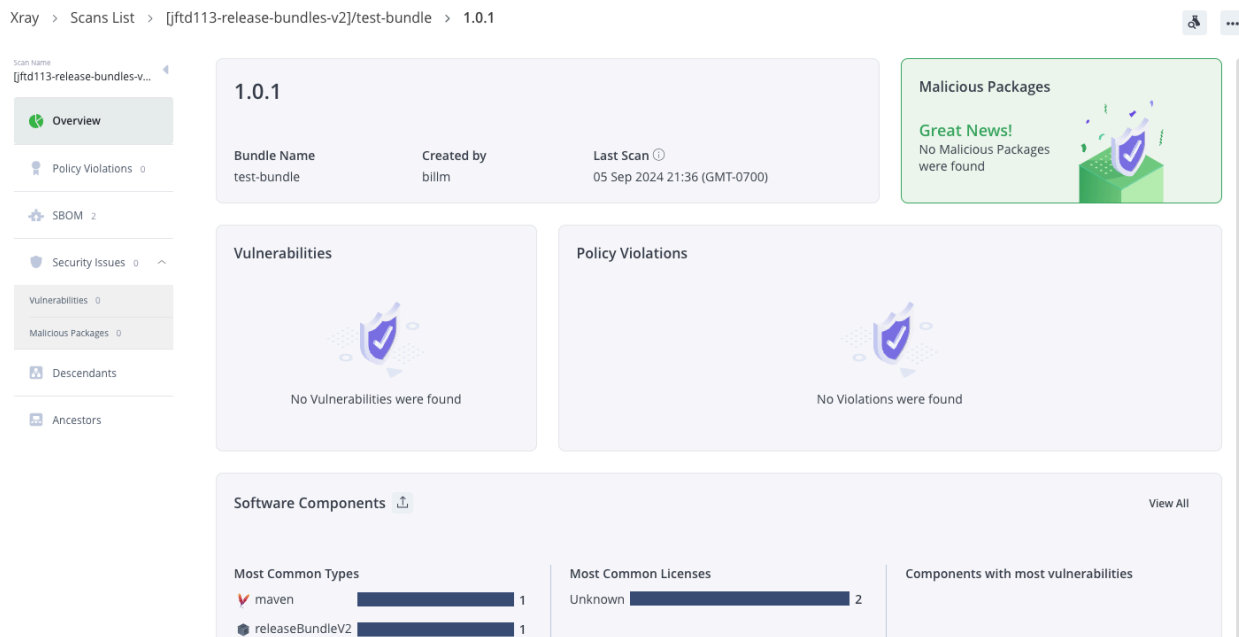 Xray > Scans List > [jftd113-release-bundles-v2]/test-bundle > 1.0.1
Scan Name
[jftd113-release-bundles-v...
Overview
Policy Violations 0
SBOM 2
Security Issues 0
Vulnerabilities 0
Malicious Packages 0
Descendants
Ancestors
1.0.1
Bundle Name
test-bundle
Created by
billm
Last Scan
05 Sep 2024 21:36 (GMT-0700)
Malicious Packages
Great News!
No Malicious Packages
were found
Vulnerabilities
No Vulnerabilities were found
Policy Violations
No Violations were found
Software Components
View All
Most Common Types
maven 1
releaseBundleV2 1
Most Common Licenses
Unknown 2
Components with most vulnerabilities